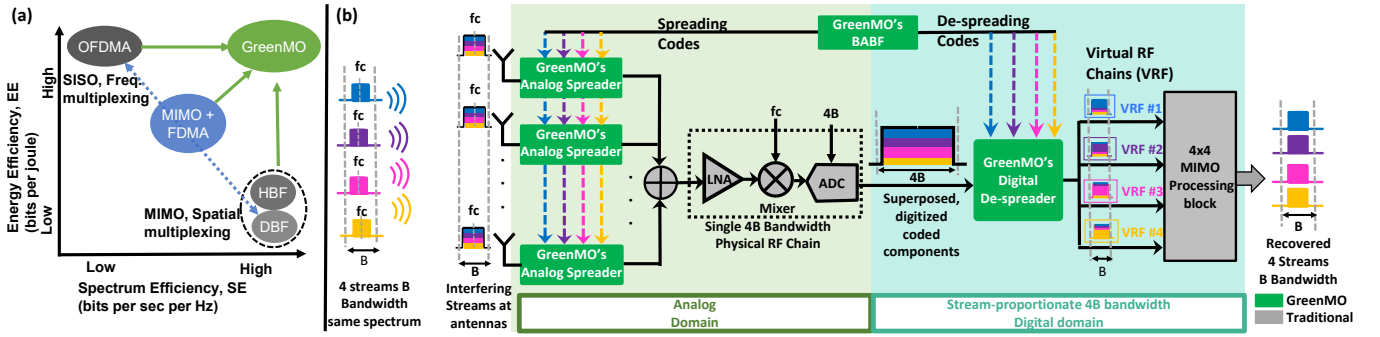 (a)
Energy Efficiency, EE
(bits per joule)
High
Low
OFDMA
GreenMO
SISO, Freq.
multiplexing
MIMO +
FDMA
HBF
DBF
MIMO, Spatial
multiplexing
Low
High
Spectrum Efficiency, SE
(bits per sec per Hz)
(b)
fc
fc
fc
fc
B
4 streams B
Bandwidth
same spectrum
fc
fc
fc
B
Interfering
Streams at
antennas
Spreading
Codes
GreenMO's
BABF
De-spreading
Codes
GreenMO's
Analog Spreader
GreenMO's
Analog Spreader
GreenMO's
Analog Spreader
LNA
fc
Mixer
4B
ADC
Single 4B Bandwidth
Physical RF Chain
4B
Superposed,
digitized
coded
components
GreenMO's
Digital
De-spreader
Virtual RF
Chains (VRF)
VRF #1
VRF #2
VRF #3
VRF #4
B
4x4
MIMO
Processing
block
B
Recovered
4 Streams
B Bandwidth
GreenMO
Traditional
Analog
Domain
Stream-proportionate 4B bandwidth
Digital domain